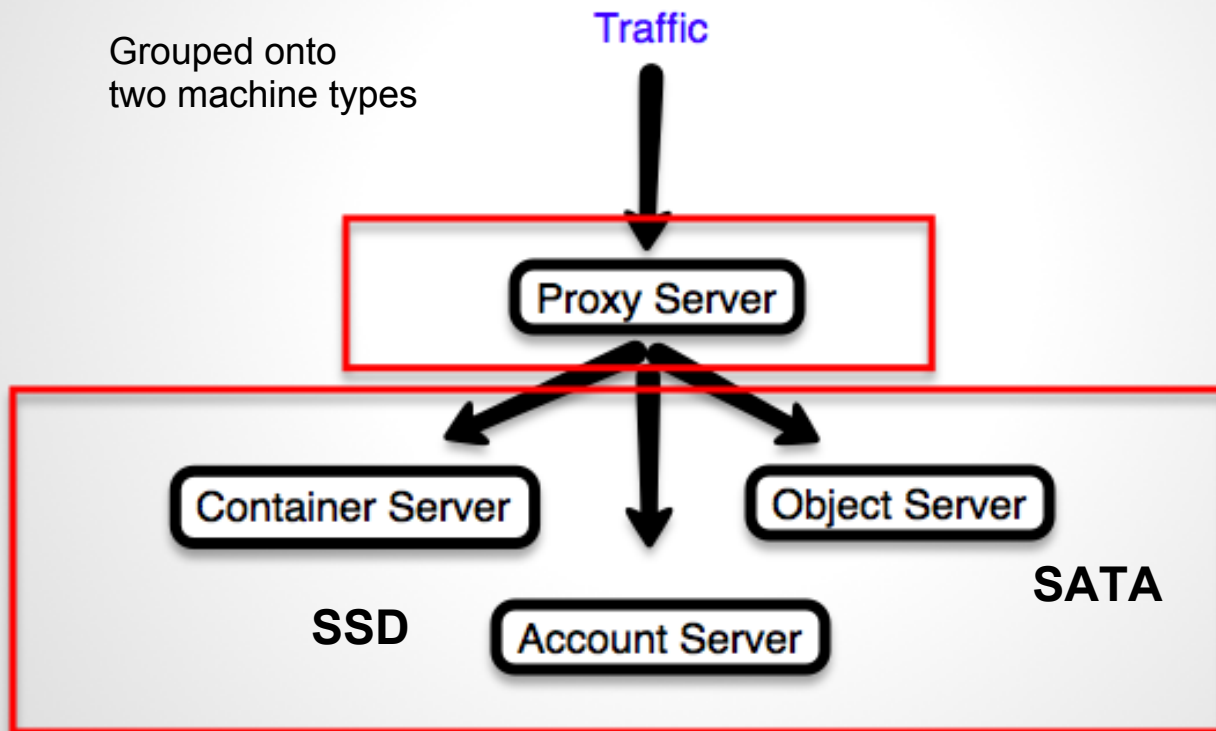 Grouped onto
two machine types
Traffic
Proxy Server
Container Server
Object Server
SATA
SSD
Account Server